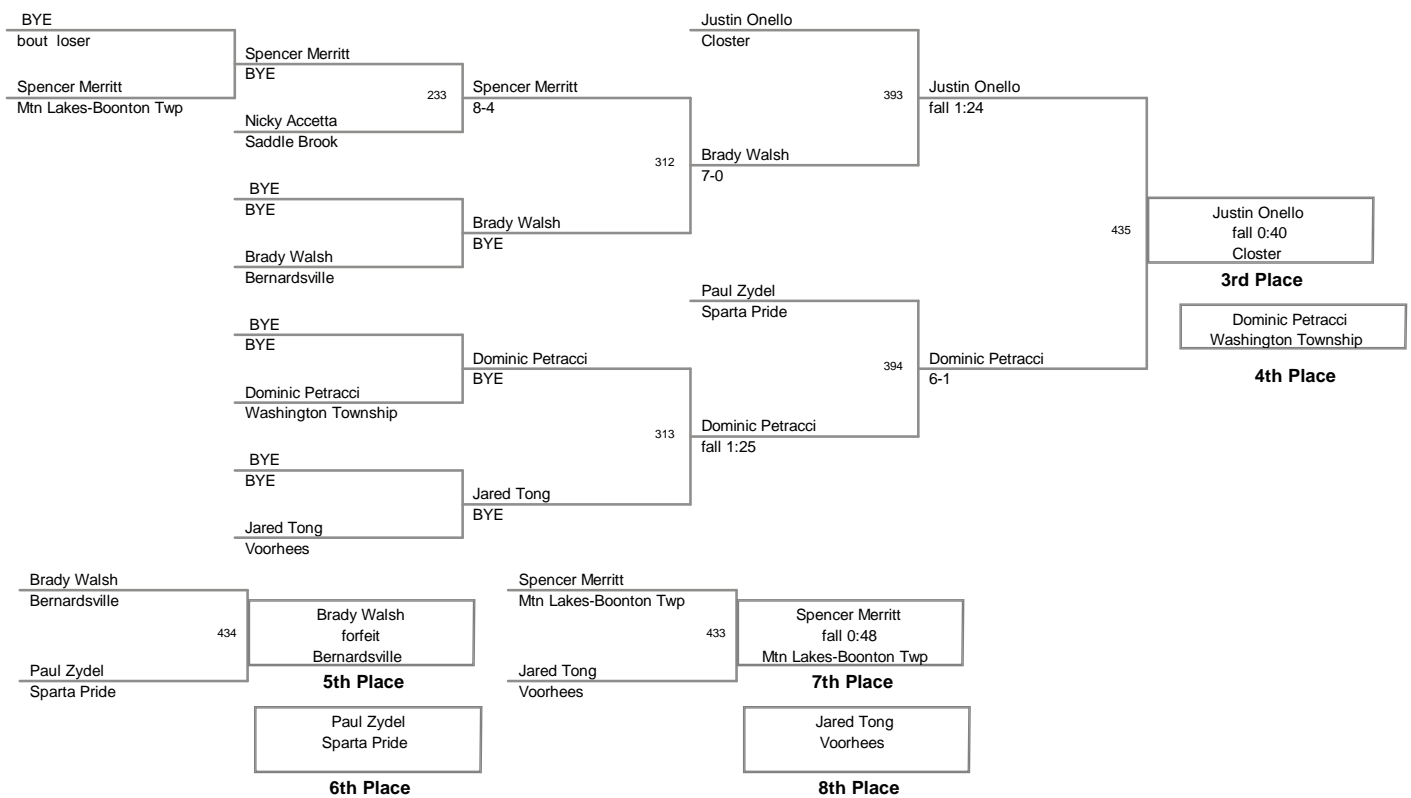 BYE
bout loser
Spencer Merritt
Mtn Lakes-Boonton Twp
Spencer Merritt
BYE
233
Nicky Accetta
Saddle Brook
BYE
BYE
Brady Walsh
Bernardsville
BYE
BYE
Dominic Petracci
Washington Township
BYE
BYE
Jared Tong
Voorhees
Spencer Merritt
8-4
312
Brady Walsh
BYE
Dominic Petracci
BYE
313
Jared Tong
BYE
Justin Onello
Closter
393
Brady Walsh
7-0
Paul Zydel
Sparta Pride
394
Dominic Petracci
fall 1:25
Justin Onello
fall 1:24
435
Dominic Petracci
6-1
Justin Onello
fall 0:40
Closter
3rd Place
Dominic Petracci
Washington Township
4th Place
Brady Walsh
Bernardsville
434
Paul Zydel
Sparta Pride
Brady Walsh
forfeit
Bernardsville
5th Place
Paul Zydel
Sparta Pride
6th Place
Spencer Merritt
Mtn Lakes-Boonton Twp
433
Jared Tong
Voorhees
Spencer Merritt
fall 0:48
Mtn Lakes-Boonton Twp
7th Place
Jared Tong
Voorhees
8th Place